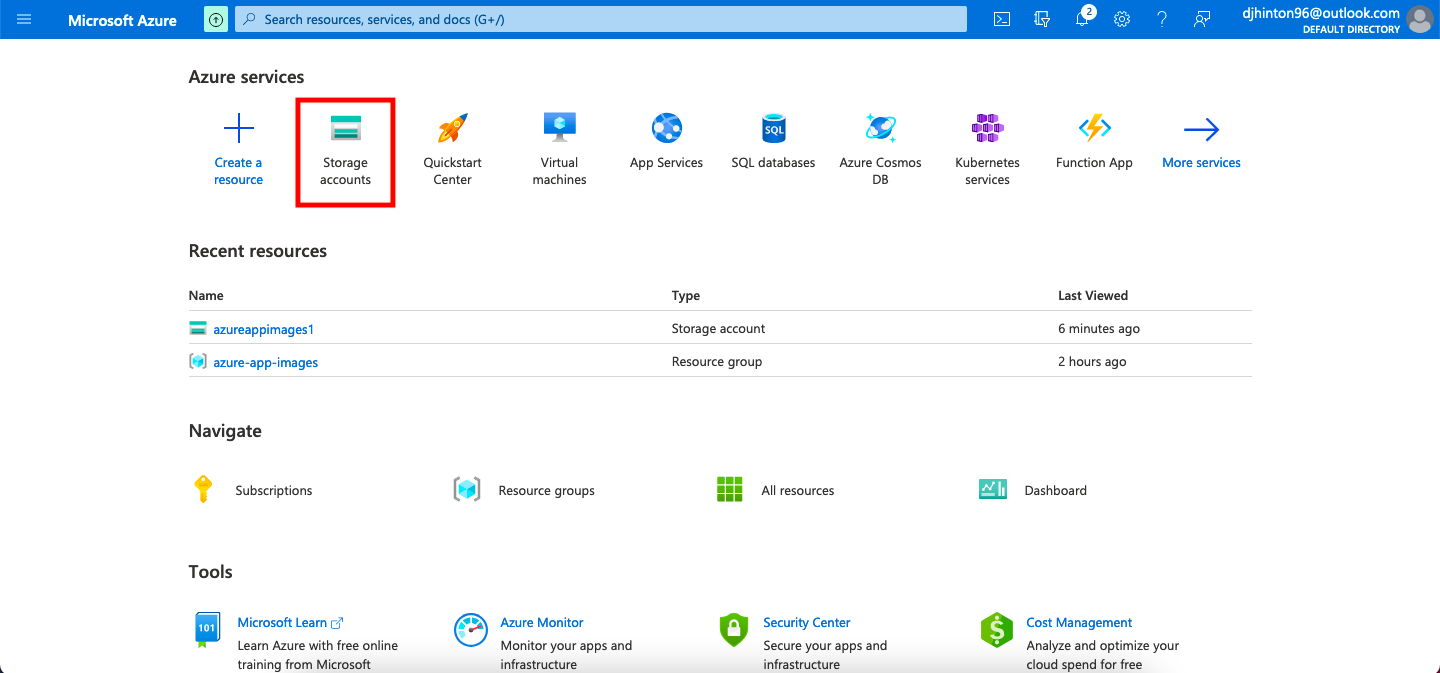 Microsoft Azure
Search resources, services, and docs (G+/)
2
djhinton96@outlook.com
DEFAULT DIRECTORY
Azure services
Create a
resource
Storage
accounts
Quickstart
Center
Virtual
machines
App Services
SQL
SQL databases
Azure Cosmos
DB
Kubernetes
services
Function App
More services
Recent resources
Name Type Last Viewed
azureappimages1 Storage account 6 minutes ago
azure-app-images Resource group 2 hours ago
Navigate
Subscriptions Resource groups All resources Dashboard
Tools
101
Microsoft Learn
Learn Azure with free online
training from Microsoft
Azure Monitor
Monitor your apps and
infrastructure
Security Center
Secure your apps and
infrastructure
$
Cost Management
Analyze and optimize your
cloud spend for free